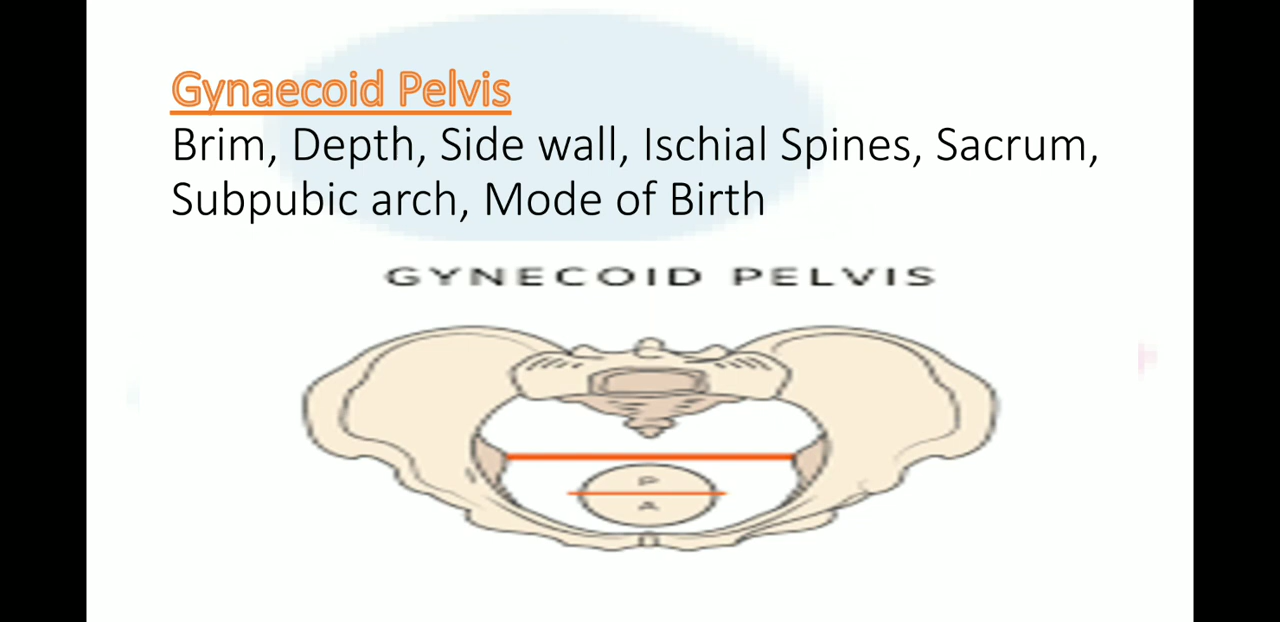 Gynaecoid Pelvis
Brim, Depth, Side wall, Ischial Spines, Sacrum,
Subpubic arch, Mode of Birth
GYNECOID PELVIS
P
A